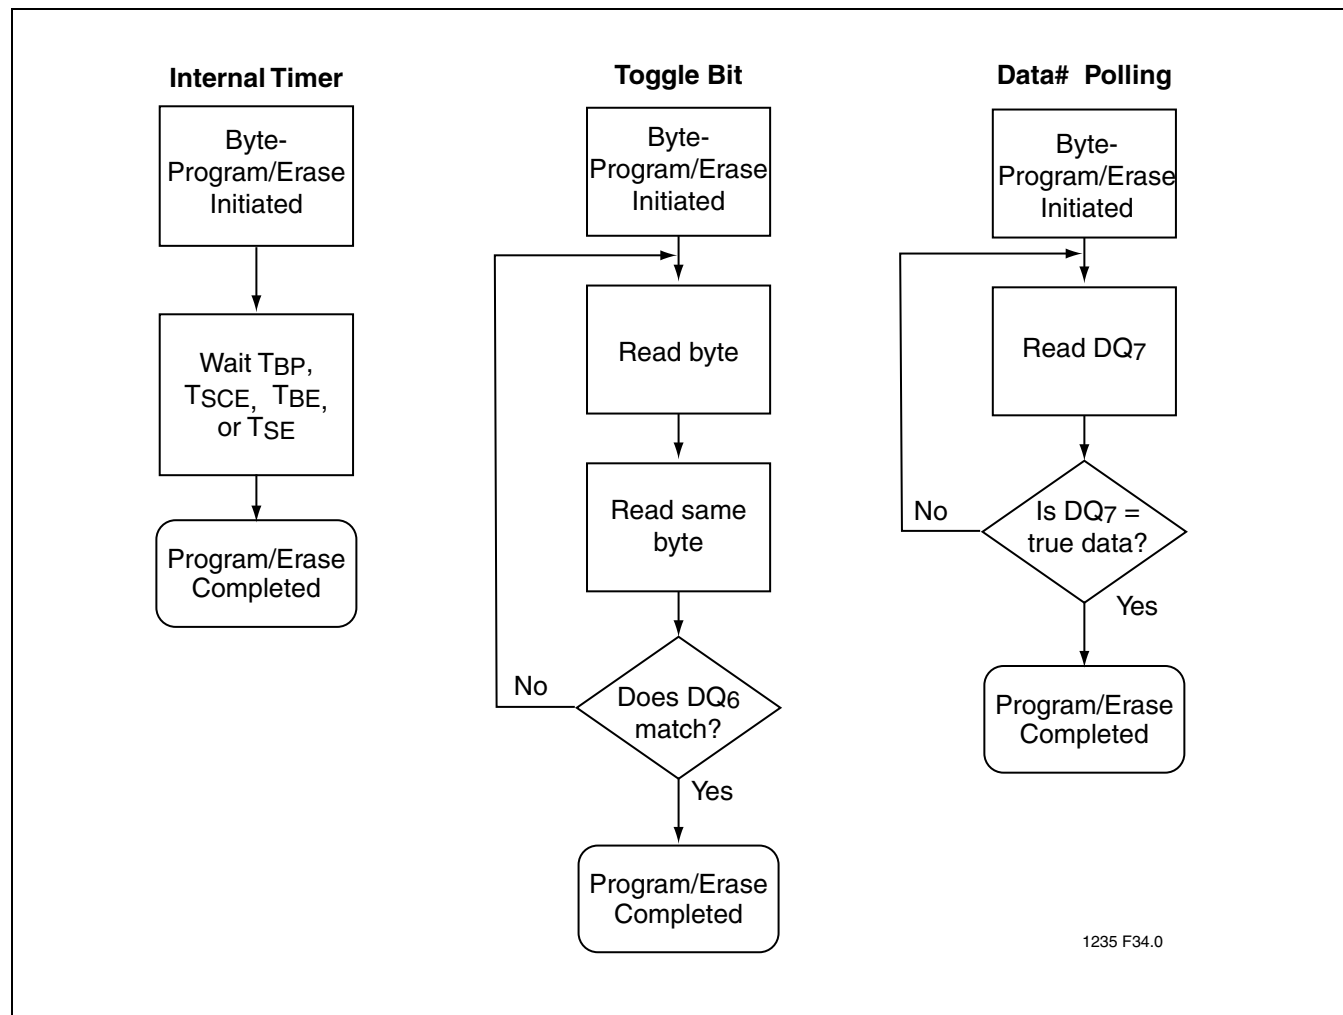 Internal Timer
Byte-
Program/Erase
Initiated
Wait TBP,
TSCE, TBE,
or TSE
Program/Erase
Completed
Toggle Bit
Byte-
Program/Erase
Initiated
Read byte
Read same
byte
Does DQ6
match?
No
Yes
Program/Erase
Completed
Data# Polling
Byte-
Program/Erase
Initiated
Read DQ7
Is DQ7 =
true data?
No
Yes
Program/Erase
Completed
1235 F34.0